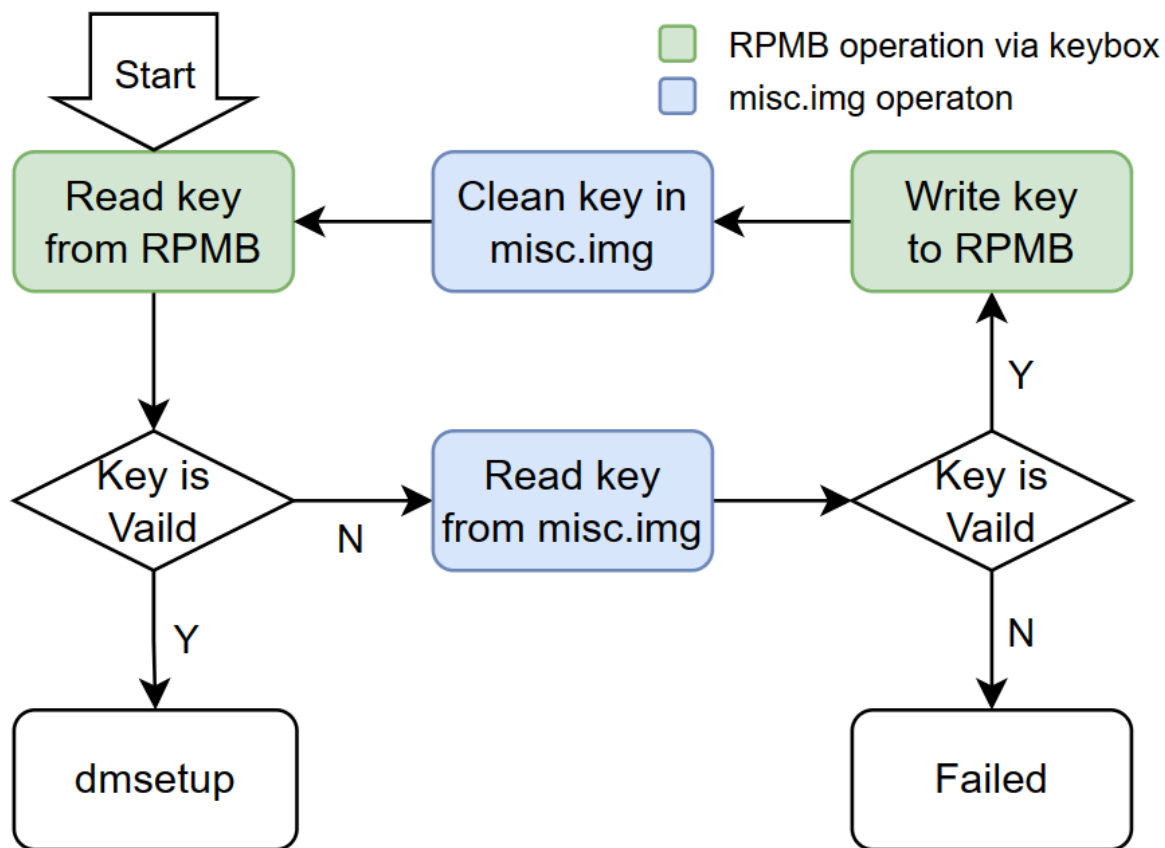 Start
RPMB operation via keybox
misc.img operaton
Read key
from RPMB
Clean key in
misc.img
Write key
to RPMB
Y
Key is
Vaild
N
Read key
from misc.img
Key is
Vaild
Y
N
dmsetup
Failed